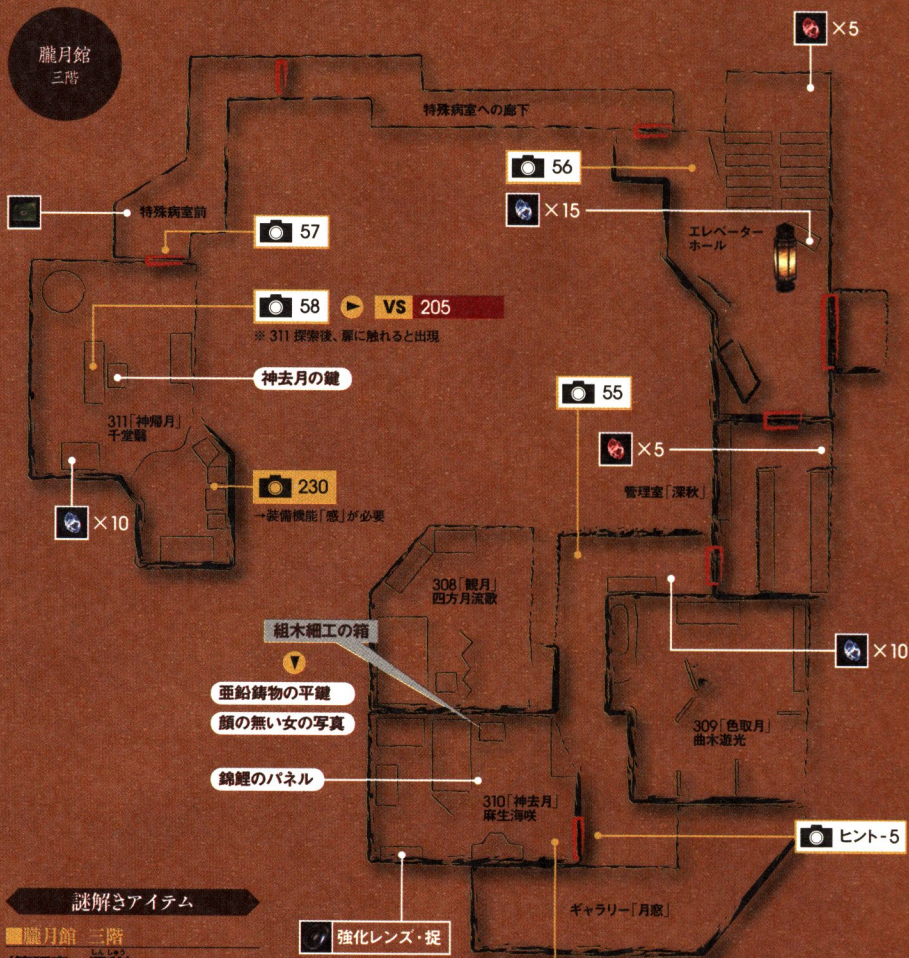 朧月館
三階
×5
特殊病室への廊下
56
×15
特殊病室前
エレベーター
ホール
57
58 VS 205
※ 311 探索後、扉に触れると出現
神去月の鍵
55
311「神帰月」
千堂翳
×5
230
→装備機能「感」が必要
管理室「深秋」
×10
308「観月」
四方月流歌
組木細工の箱
×10
亜鉛鋳物の平鍵
顔の無い女の写真
309「色取月」
曲木遊光
錦鯉のパネル
310「神去月」
麻生海咲
ヒント-5
謎解きアイテム
ギャラリー「月窓」
朧月館 三階
強化レンズ・捉
しんしゅう